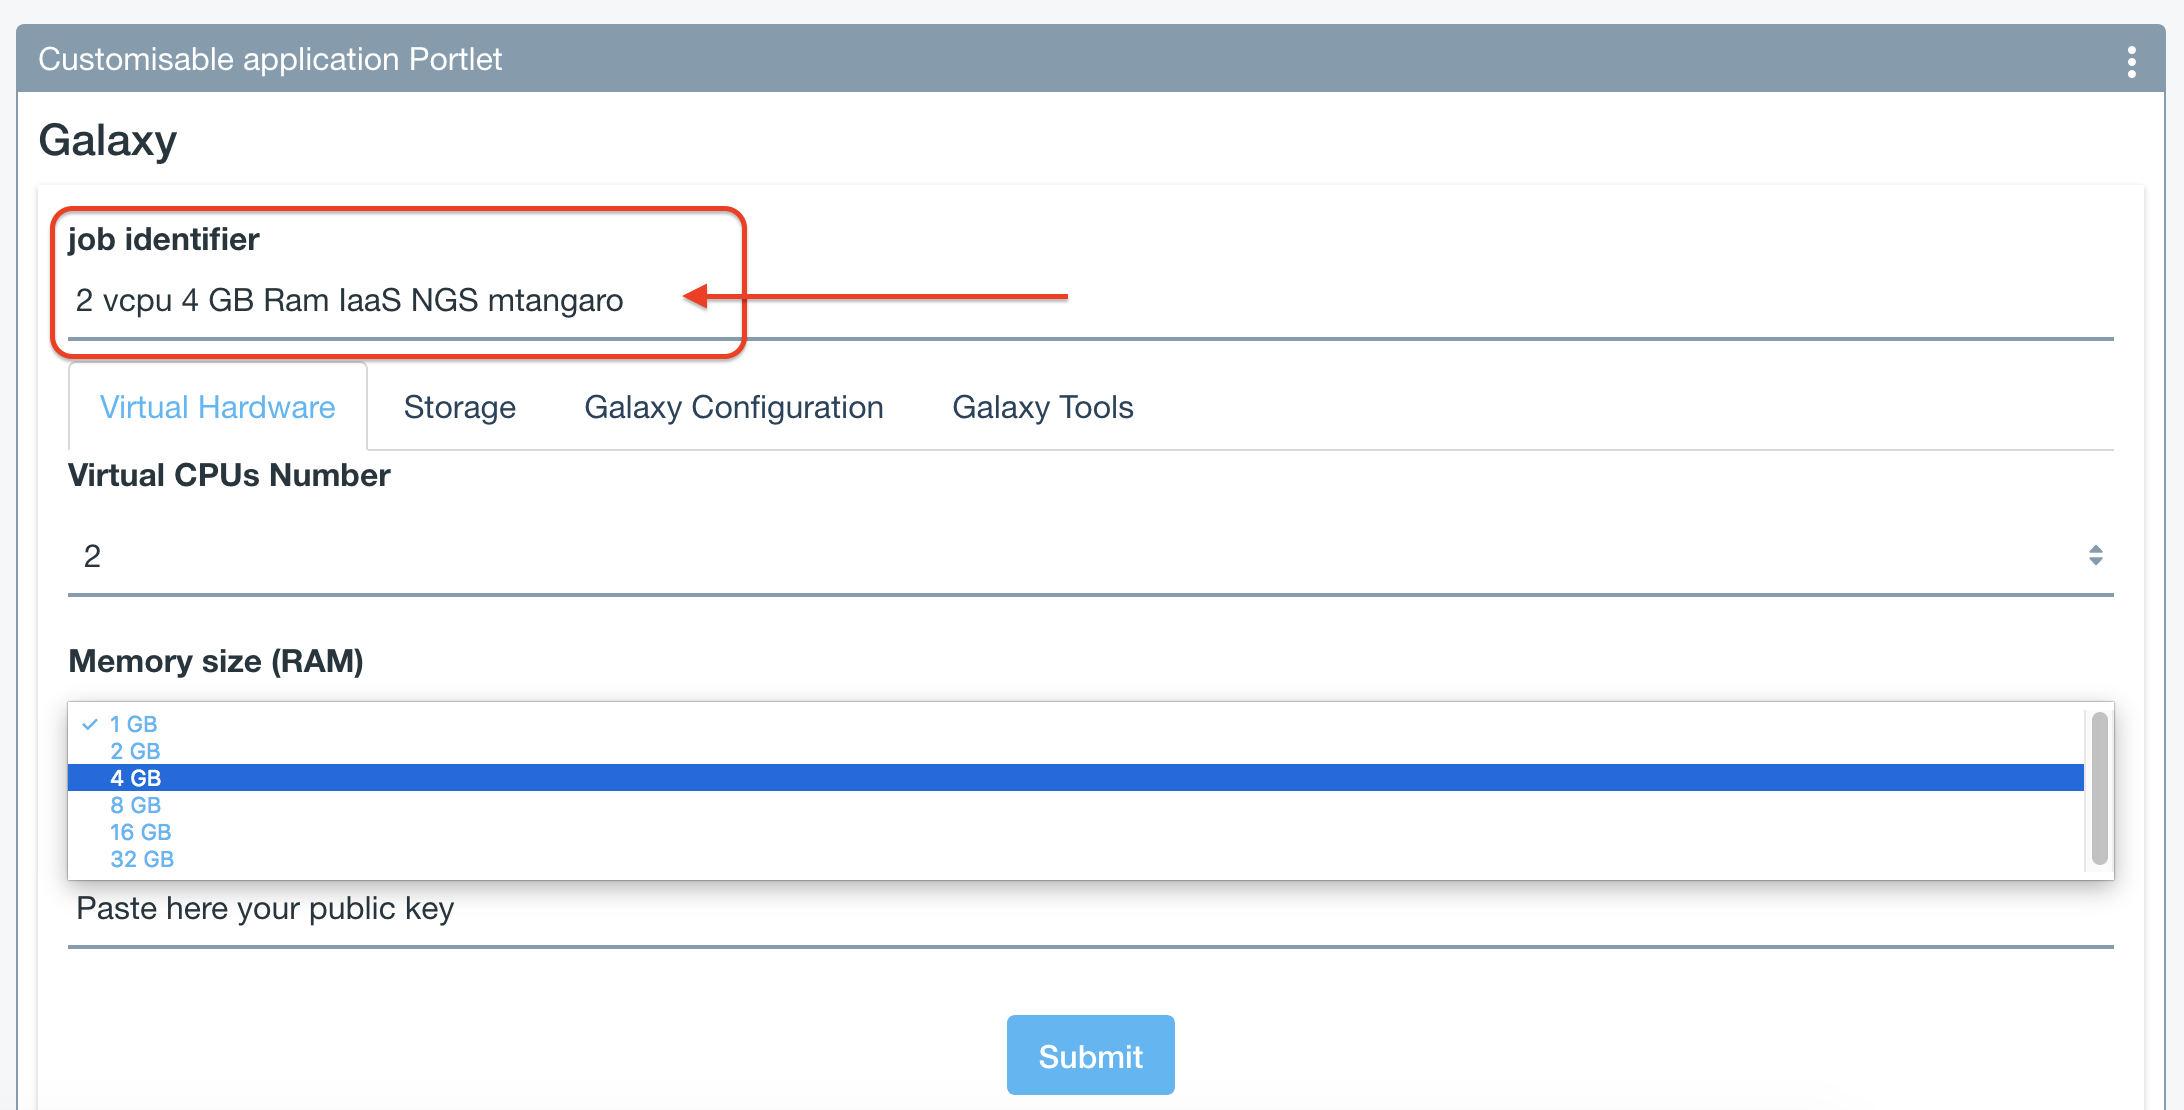 Customisable application Portlet
Galaxy
job identifier
2 vcpu 4 GB Ram IaaS NGS mtangaro
Virtual Hardware Storage Galaxy Configuration Galaxy Tools
Virtual CPUs Number
2
Memory size (RAM)
1 GB
2 GB
4 GB
8 GB
16 GB
32 GB
Paste here your public key
Submit